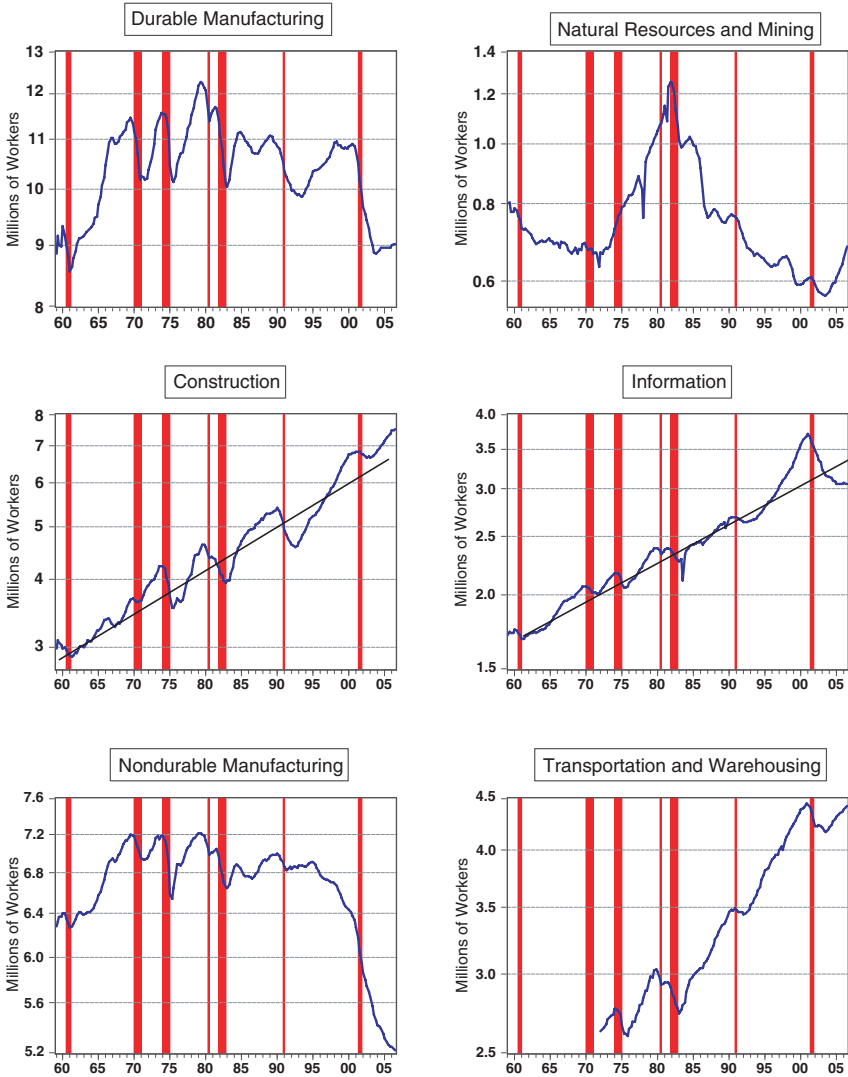 Durable Manufacturing
Millions of Workers
13
12
11
10
9
8
60 65 70 75 80 85 90 95 00 05
Natural Resources and Mining
Millions of Workers
1.4
1.2
1.0
0.8
0.6
60 65 70 75 80 85 90 95 00 05
Construction
Millions of Workers
8
7
6
5
4
3
60 65 70 75 80 85 90 95 00 05
Information
Millions of Workers
4.0
3.5
3.0
2.5
2.0
1.5
60 65 70 75 80 85 90 95 00 05
Nondurable Manufacturing
Millions of Workers
7.6
7.2
6.8
6.4
6.0
5.6
5.2
60 65 70 75 80 85 90 95 00 05
Transportation and Warehousing
Millions of Workers
4.5
4.0
3.5
3.0
2.5
60 65 70 75 80 85 90 95 00 05